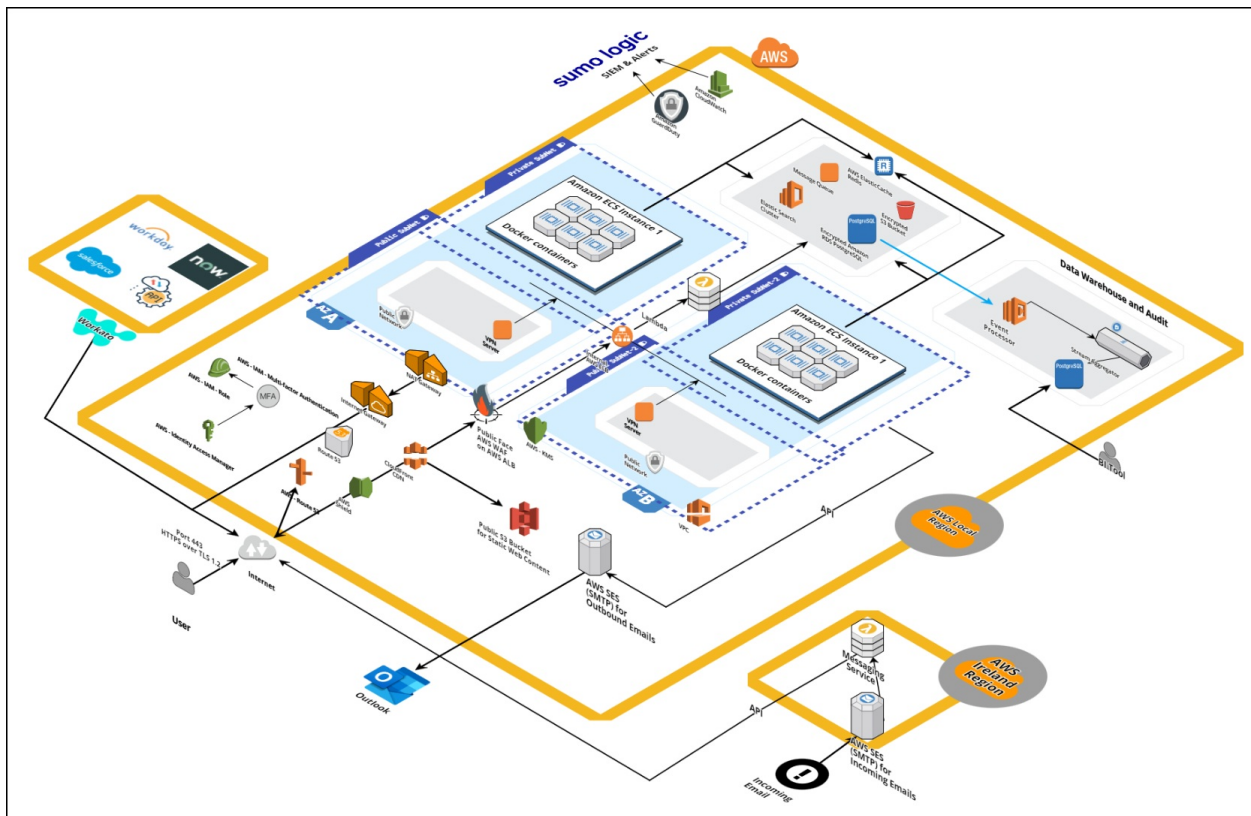 sumo logic
SIEM & Alerts
Amazon
CloudWatch
Amazon
GuardDuty
AWS
Private SubNet
Public SubNet
Amazon ECS Instance 1
Docker containers
R
AWS ElasticCache
Redis
Message Queue
Elastic Search
Cluster
Encrypted
S3 Bucket
PostgreSQL
Encrypted Amazon
RDS PostgreSQL
Data Warehouse and Audit
Event
Processor
Stream Aggregator
PostgreSQL
BI Tool
workday
salesforce
now
API
Workato
Public
Network
VPN
Server
AZ A
Lambda
Private SubNet-2
Amazon ECS Instance 1
Docker containers
Public SubNet-2
VPN
Server
Public
Network
AZ B
VPC
AWS - KMS
NAT Gateway
Internet Gateway
AWS - IAM - Multi-factor Authentication
AWS - IAM - Role
MFA
AWS - Identity Access Manager
Route 53
Public Face
AWS WAF
on AWS ALB
CloudFront
CDN
AWS
Shield
Public S3 Bucket
for Static Web Content
Port 443
HTTPS over TLS 1.2
Internet
User
AWS SES
(SMTP) for
Outbound Emails
Outlook
API
AWS Local
Region
Messaging
Service
AWS
Ireland
Region
API
AWS SES
(SMTP) for
Incoming Emails
Incoming
Email